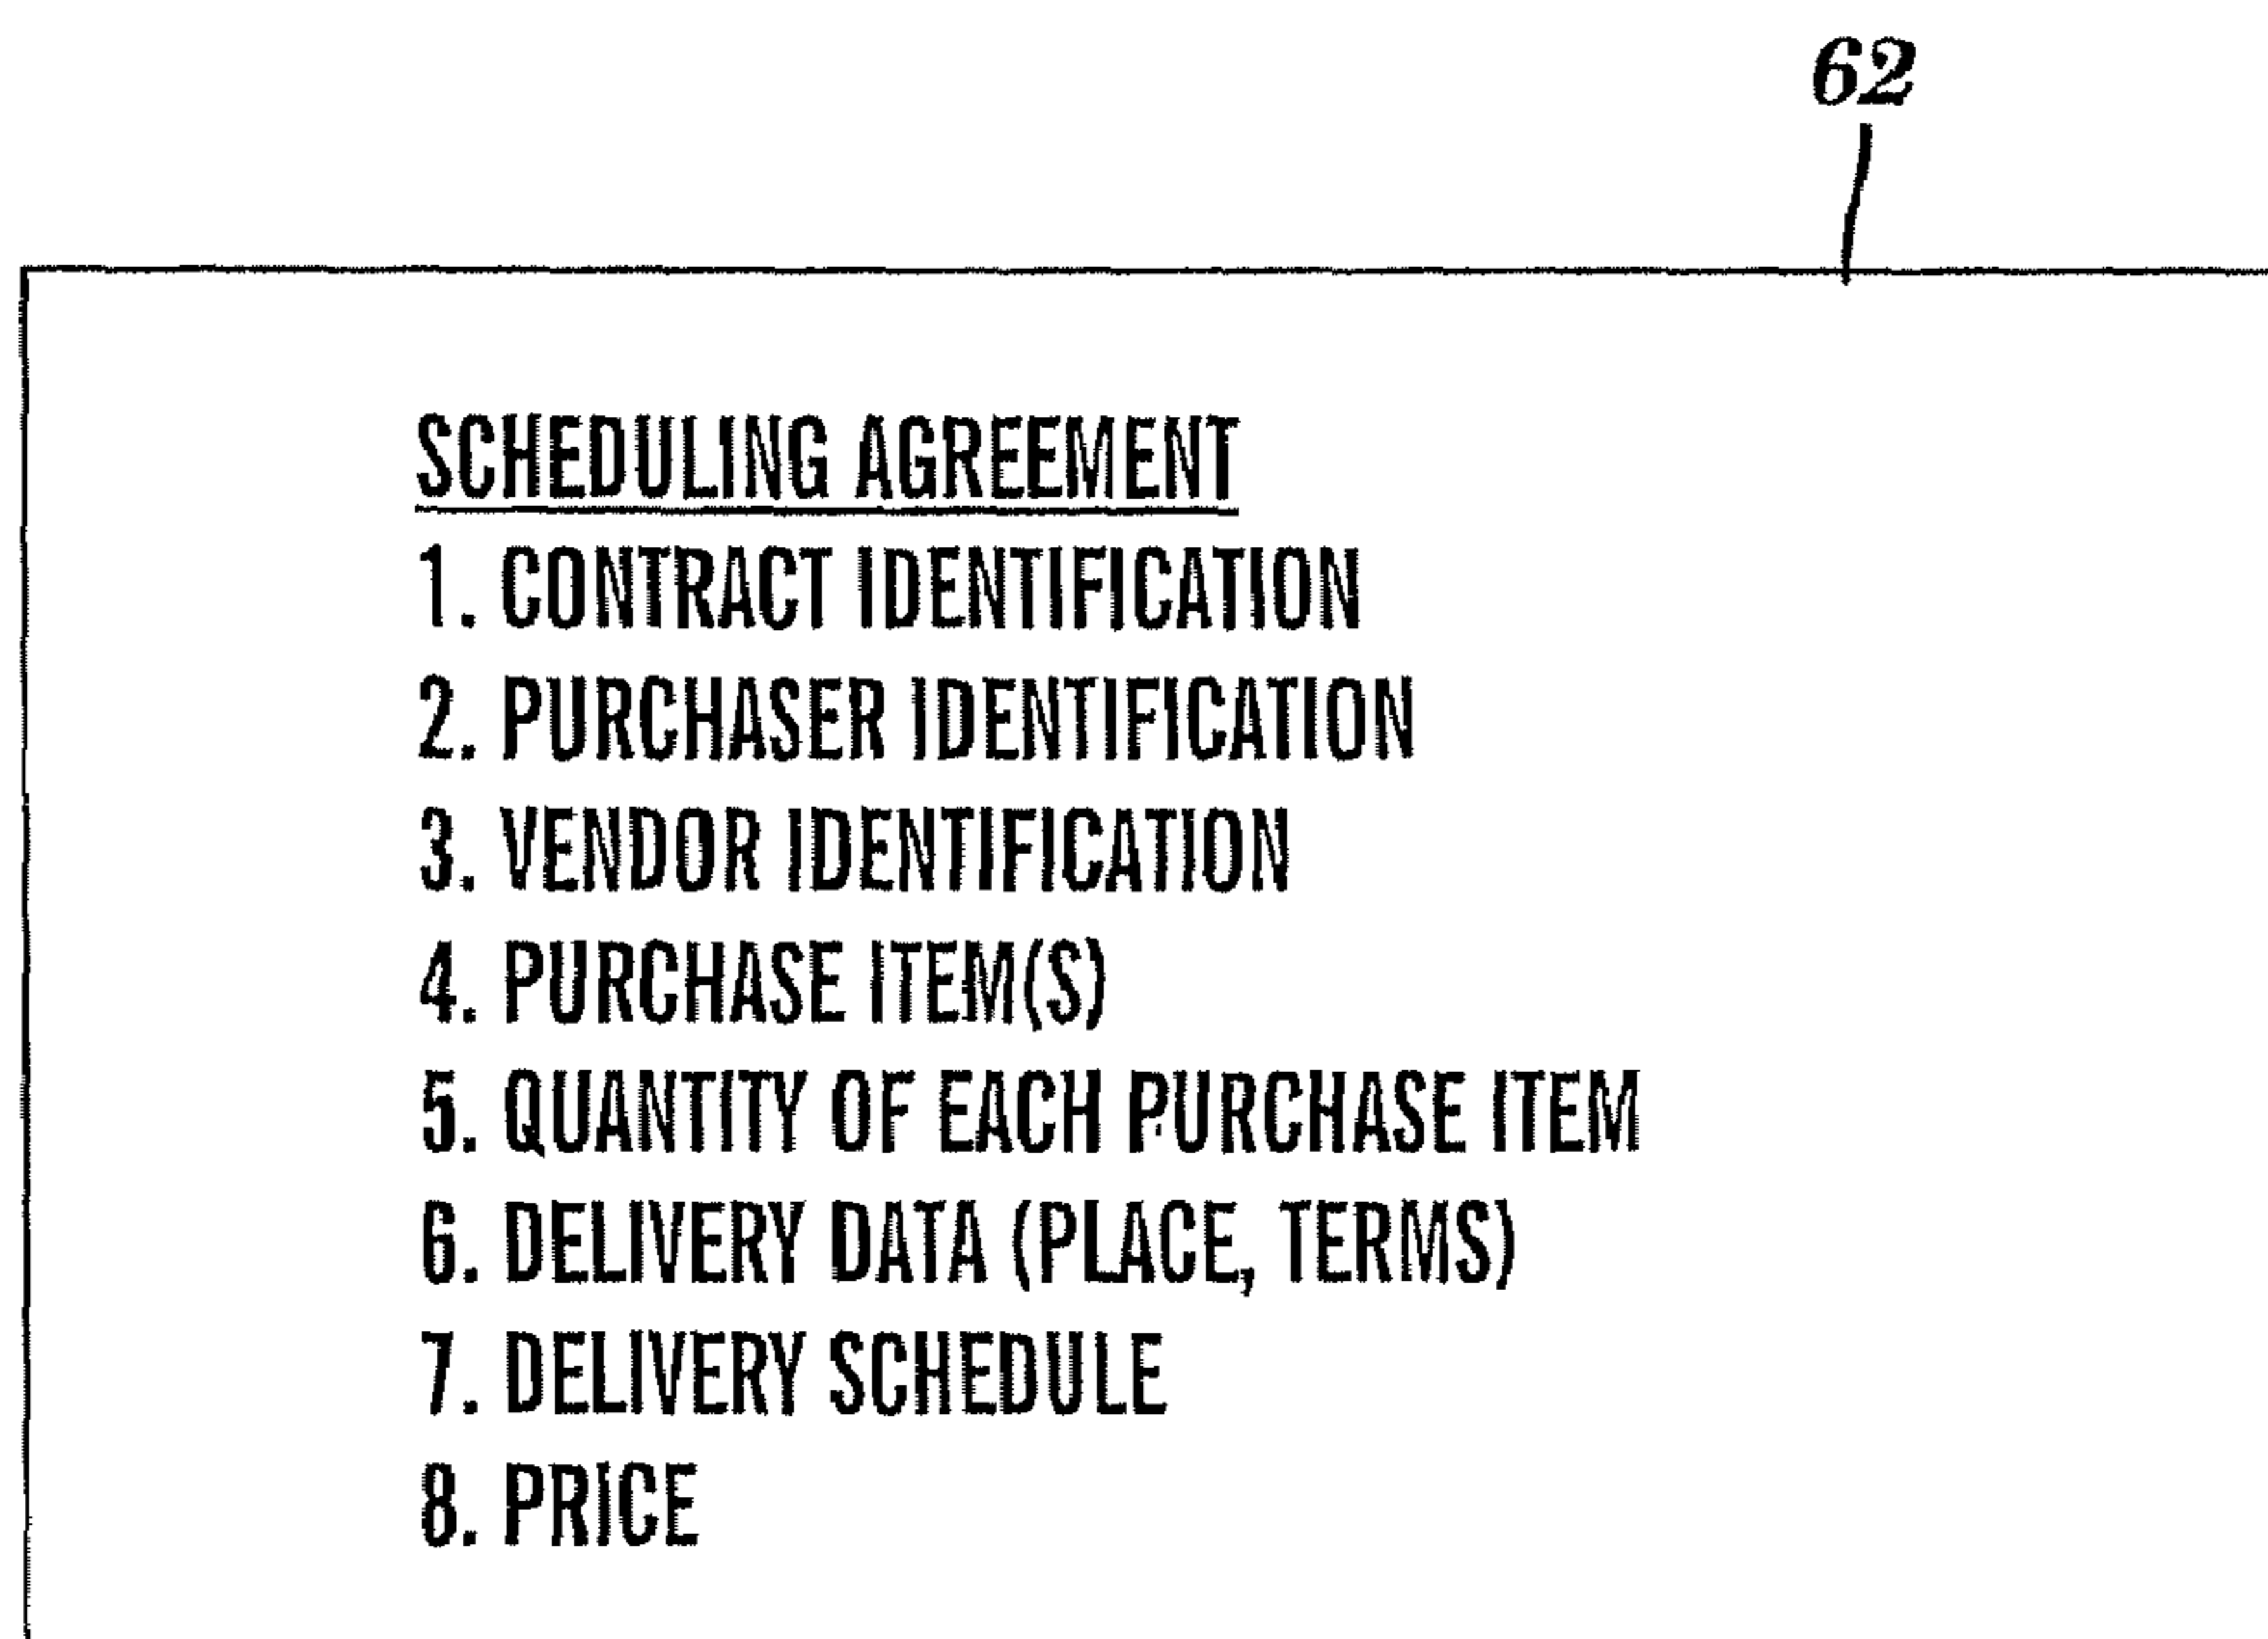 62
SCHEDULING AGREEMENT
1. CONTRACT IDENTIFICATION
2. PURCHASER IDENTIFICATION
3. VENDOR IDENTIFICATION
4. PURCHASE ITEM(S)
5. QUANTITY OF EACH PURCHASE ITEM
6. DELIVERY DATA (PLACE, TERMS)
7. DELIVERY SCHEDULE
8. PRICE